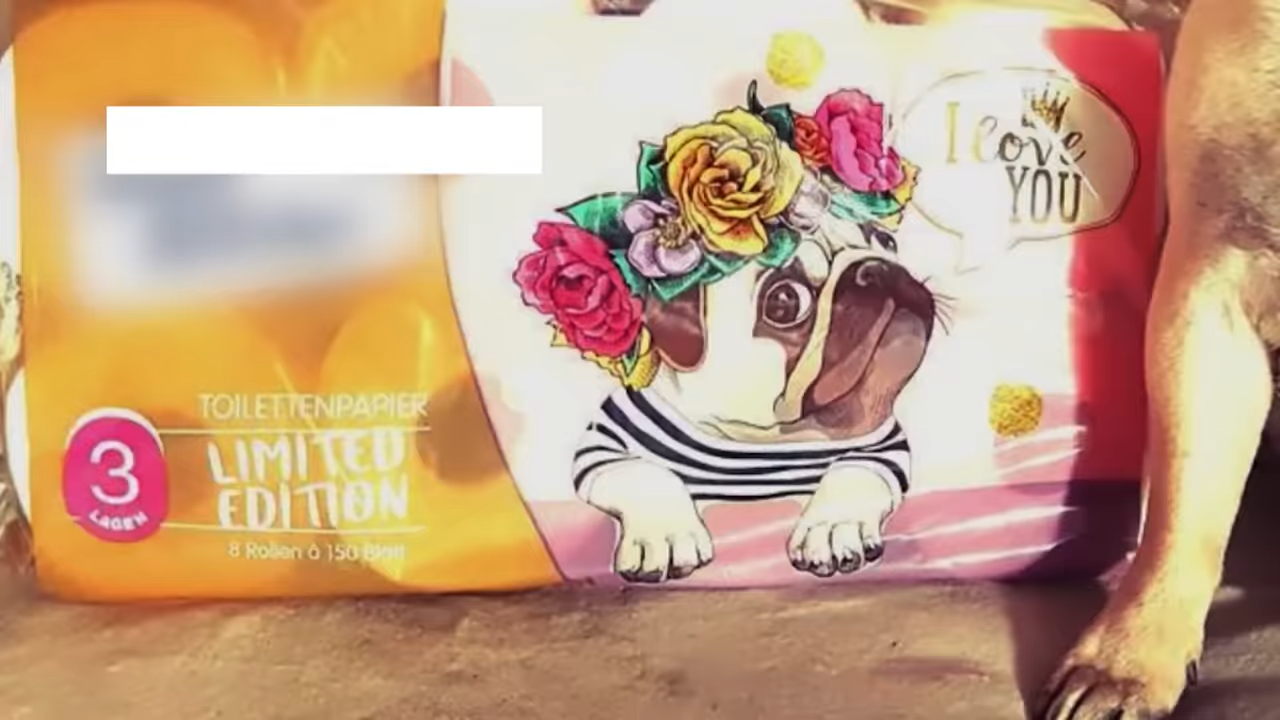 TOILETTENPAPIER
LIMITED
EDITION
8 Rollen à 150 Blatt
3
LAGEN
I love
YOU